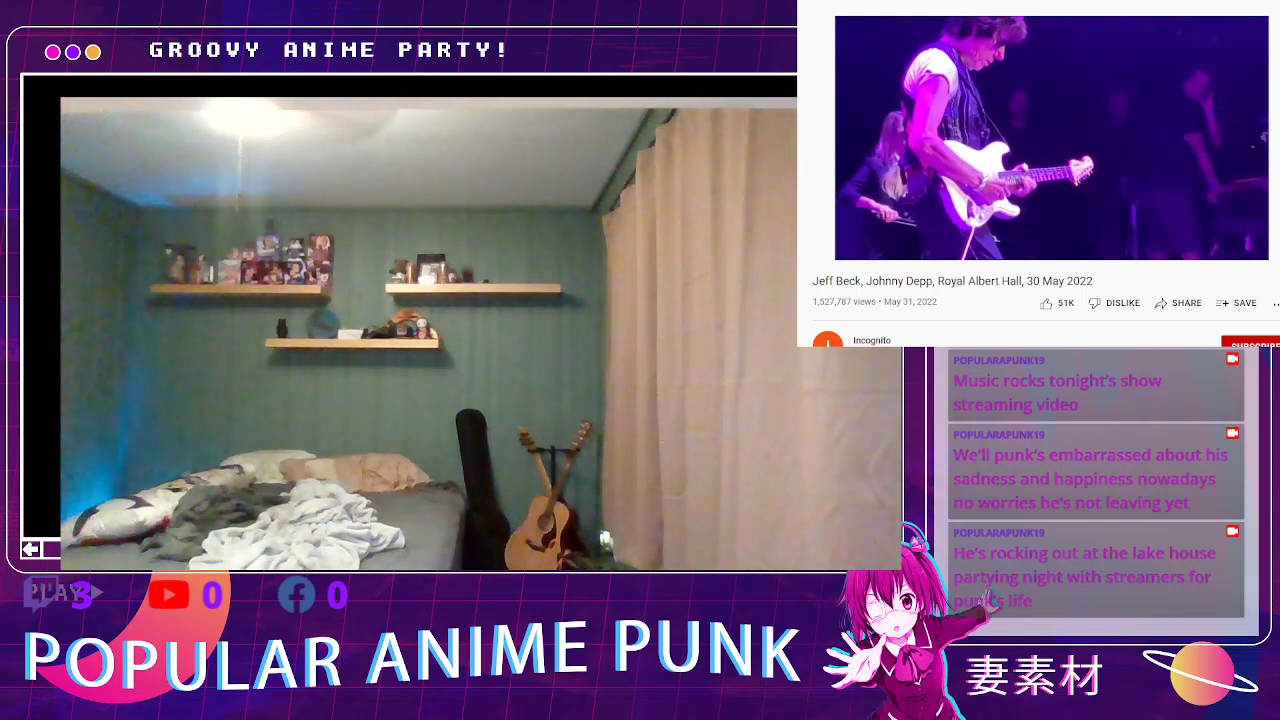 GROOVY ANIME PARTY!
Jeff Beck, Johnny Depp, Royal Albert Hall, 30 May 2022
1,527,787 views • May 31, 2022
51K DISLIKE SHARE SAVE
Incognito
SUBSCRIBE
POPULARAPUNK19
Music rocks tonight's show
streaming video
POPULARAPUNK19
We'll punk's embarrassed about his
sadness and happiness nowadays
no worries he's not leaving yet
POPULARAPUNK19
He's rocking out at the lake house
partying night with streamers for
punk's life
PLAY
3 0 0
POPULAR ANIME PUNK
妻素材